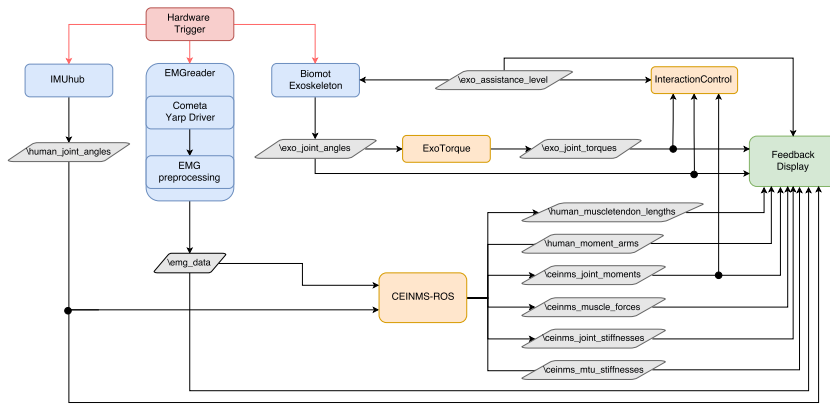 Hardware
Trigger
IMUhub
EMGreader
Biomot
Exoskeleton
\exo_assistance_level
InteractionControl
Cometa
Yarp Driver
\human_joint_angles
\exo_joint_angles
ExoTorque
\exo_joint_torques
Feedback
Display
EMG
preprocessing
\human_muscletendon_lengths
\human_moment_arms
\emg_data
\ceinms_joint_moments
CEINMS-ROS
\ceinms_muscle_forces
\ceinms_joint_stiffnesses
\ceinms_mtu_stiffnesses